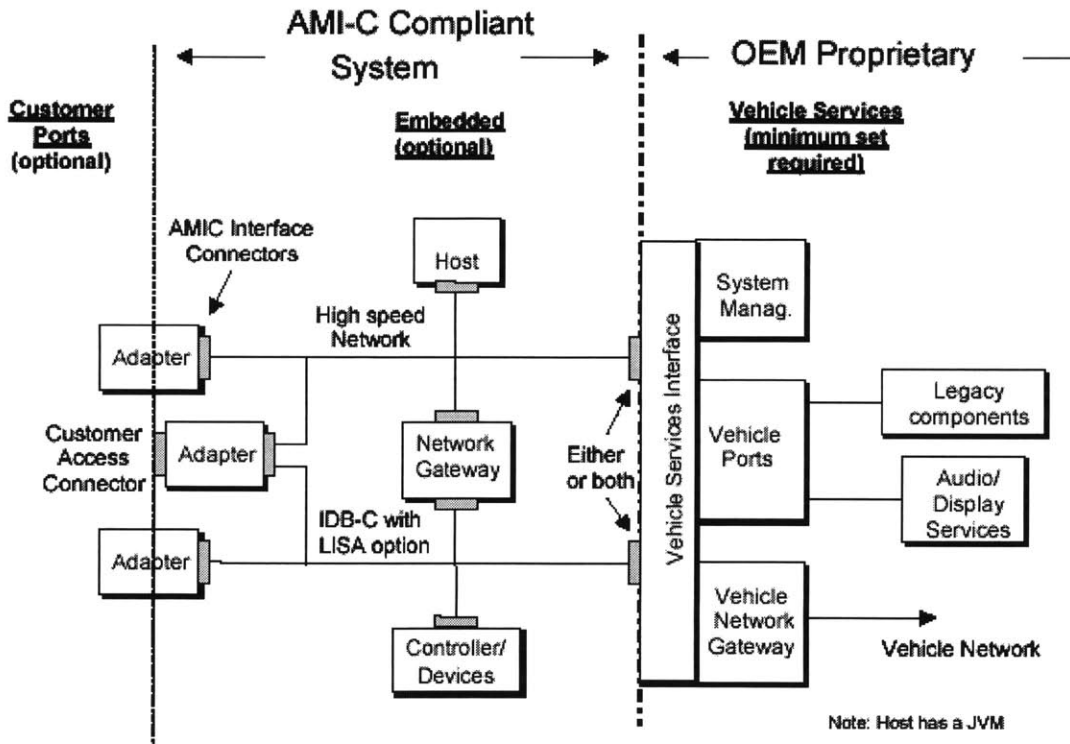 AMI-C Compliant
System
OEM Proprietary
Customer
Ports
(optional)
Embedded
(optional)
Vehicle Services
(minimum set
required)
AMIC Interface
Connectors
Host
High speed
Network
Adapter
Customer
Access
Connector
Adapter
Network
Gateway
Either
or both
IDB-C with
LISA option
Adapter
Controller/
Devices
Vehicle Services Interface
System
Manag.
Vehicle
Ports
Legacy
components
Audio/
Display
Services
Vehicle
Network
Gateway
Vehicle Network
Note: Host has a JVM